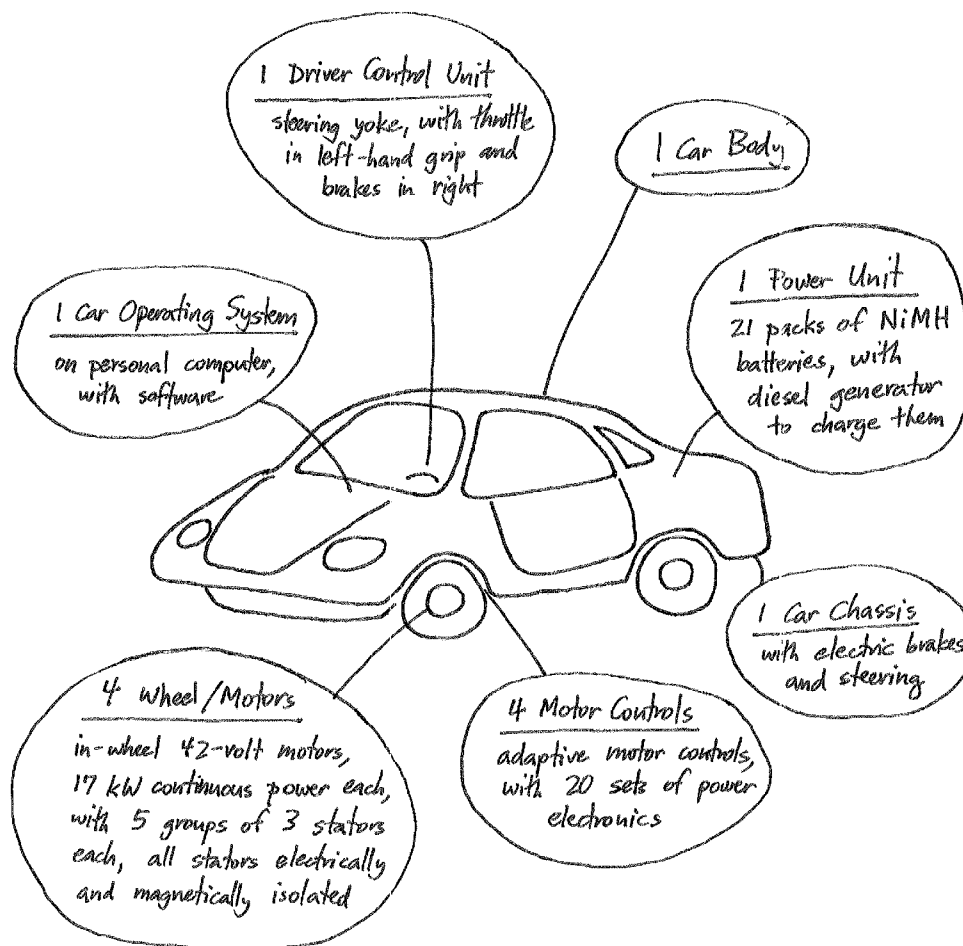 1 Driver Control Unit
steering yoke, with throttle
in left-hand grip and
brakes in right
1 Car Body
1 Power Unit
21 packs of NiMH
batteries, with
diesel generator
to charge them
1 Car Operating System
on personal computer,
with software
1 Car Chassis
with electric brakes
and steering
4 Wheel/Motors
in-wheel 42-volt motors,
17 kW continuous power each,
with 5 groups of 3 stators
each, all stators electrically
and magnetically isolated
4 Motor Controls
adaptive motor controls,
with 20 sets of power
electronics